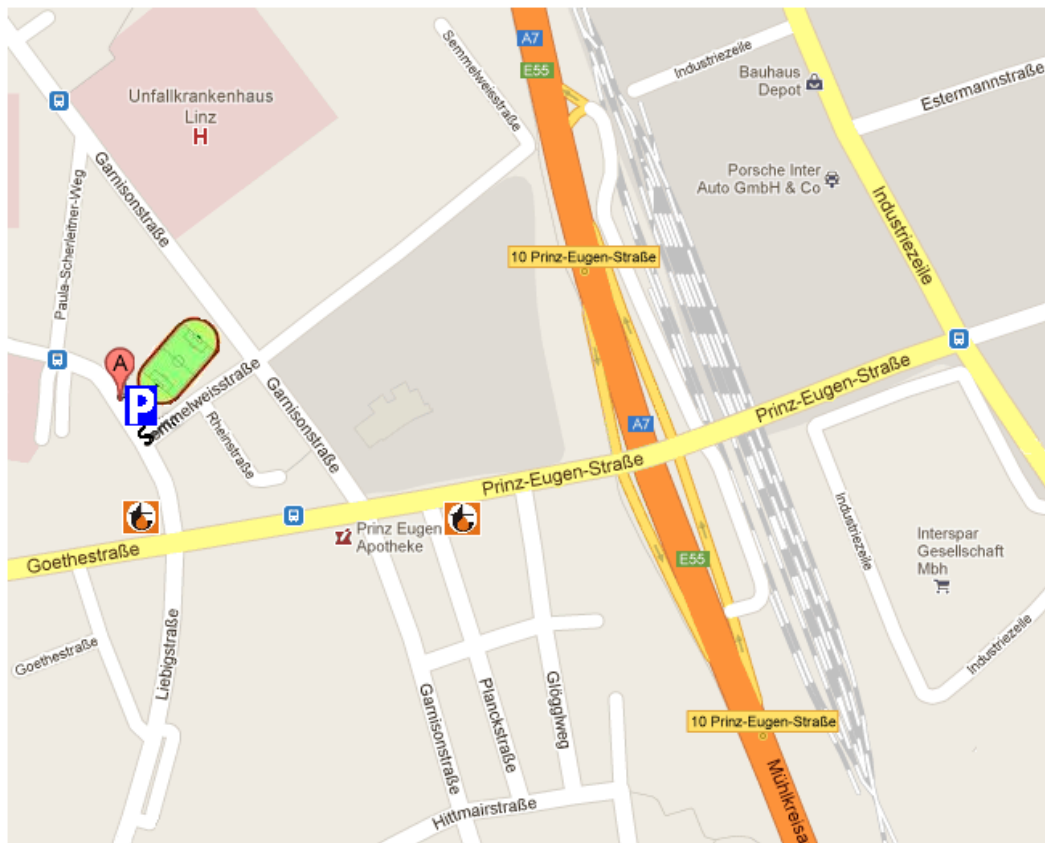 A7
E55
Semmelweisstraße
Industriezeile
Bauhaus
Depot
Estermannstraße
Unfallkrankenhaus
Linz
H
Garnisonstraße
Paula-Scherleitner-Weg
Porsche Inter
Auto GmbH & Co
Industriezeile
10 Prinz-Eugen-Straße
A
P
Semmelweisstraße
Rheinstraße
Garnisonstraße
Prinz-Eugen-Straße
A7
Prinz-Eugen-Straße
Goethestraße
Prinz Eugen
Apotheke
E55
Industriezeile
Interspar
Gesellschaft
Mbh
Goethestraße
Liebigstraße
Garnisonstraße
Planckstraße
Glögglweg
Industriezeile
10 Prinz-Eugen-Straße
Hittmairstraße
Mühlkreisa